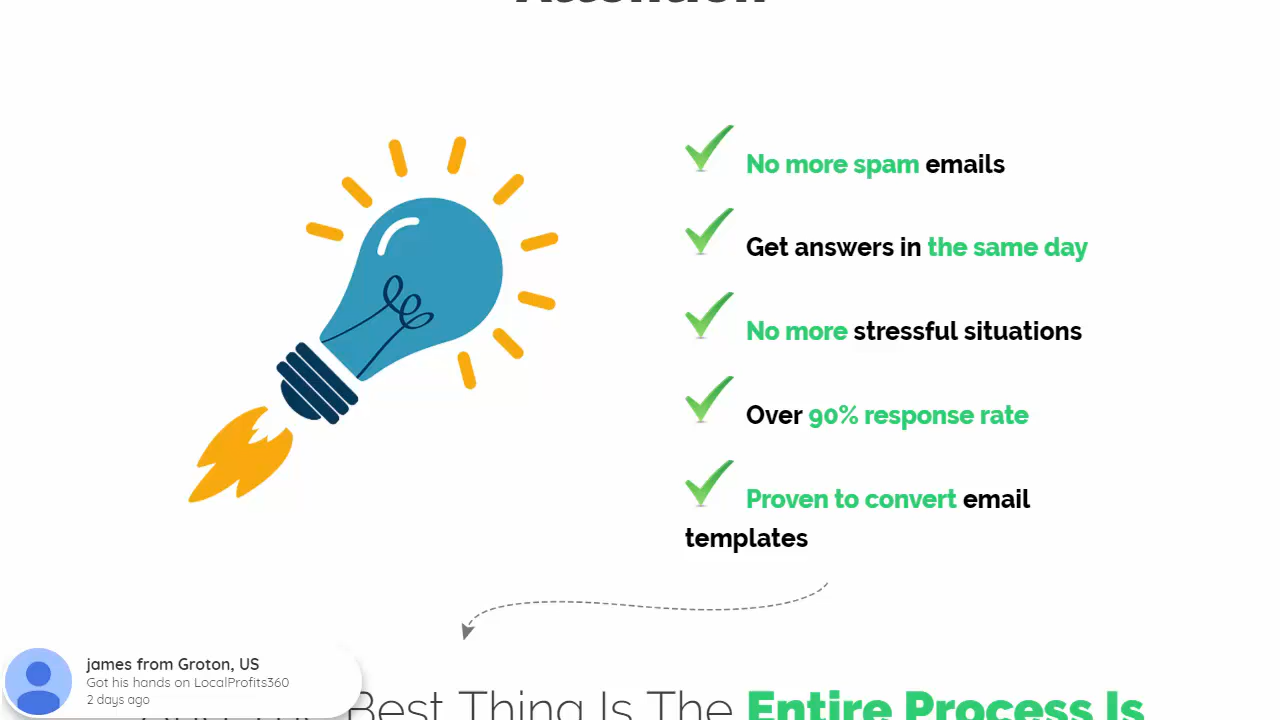 Attention
No more spam emails
Get answers in the same day
No more stressful situations
Over 90% response rate
Proven to convert email
templates
james from Groton, US
Got his hands on LocalProfits360
2 days ago
Best Thing Is The Entire Process Is